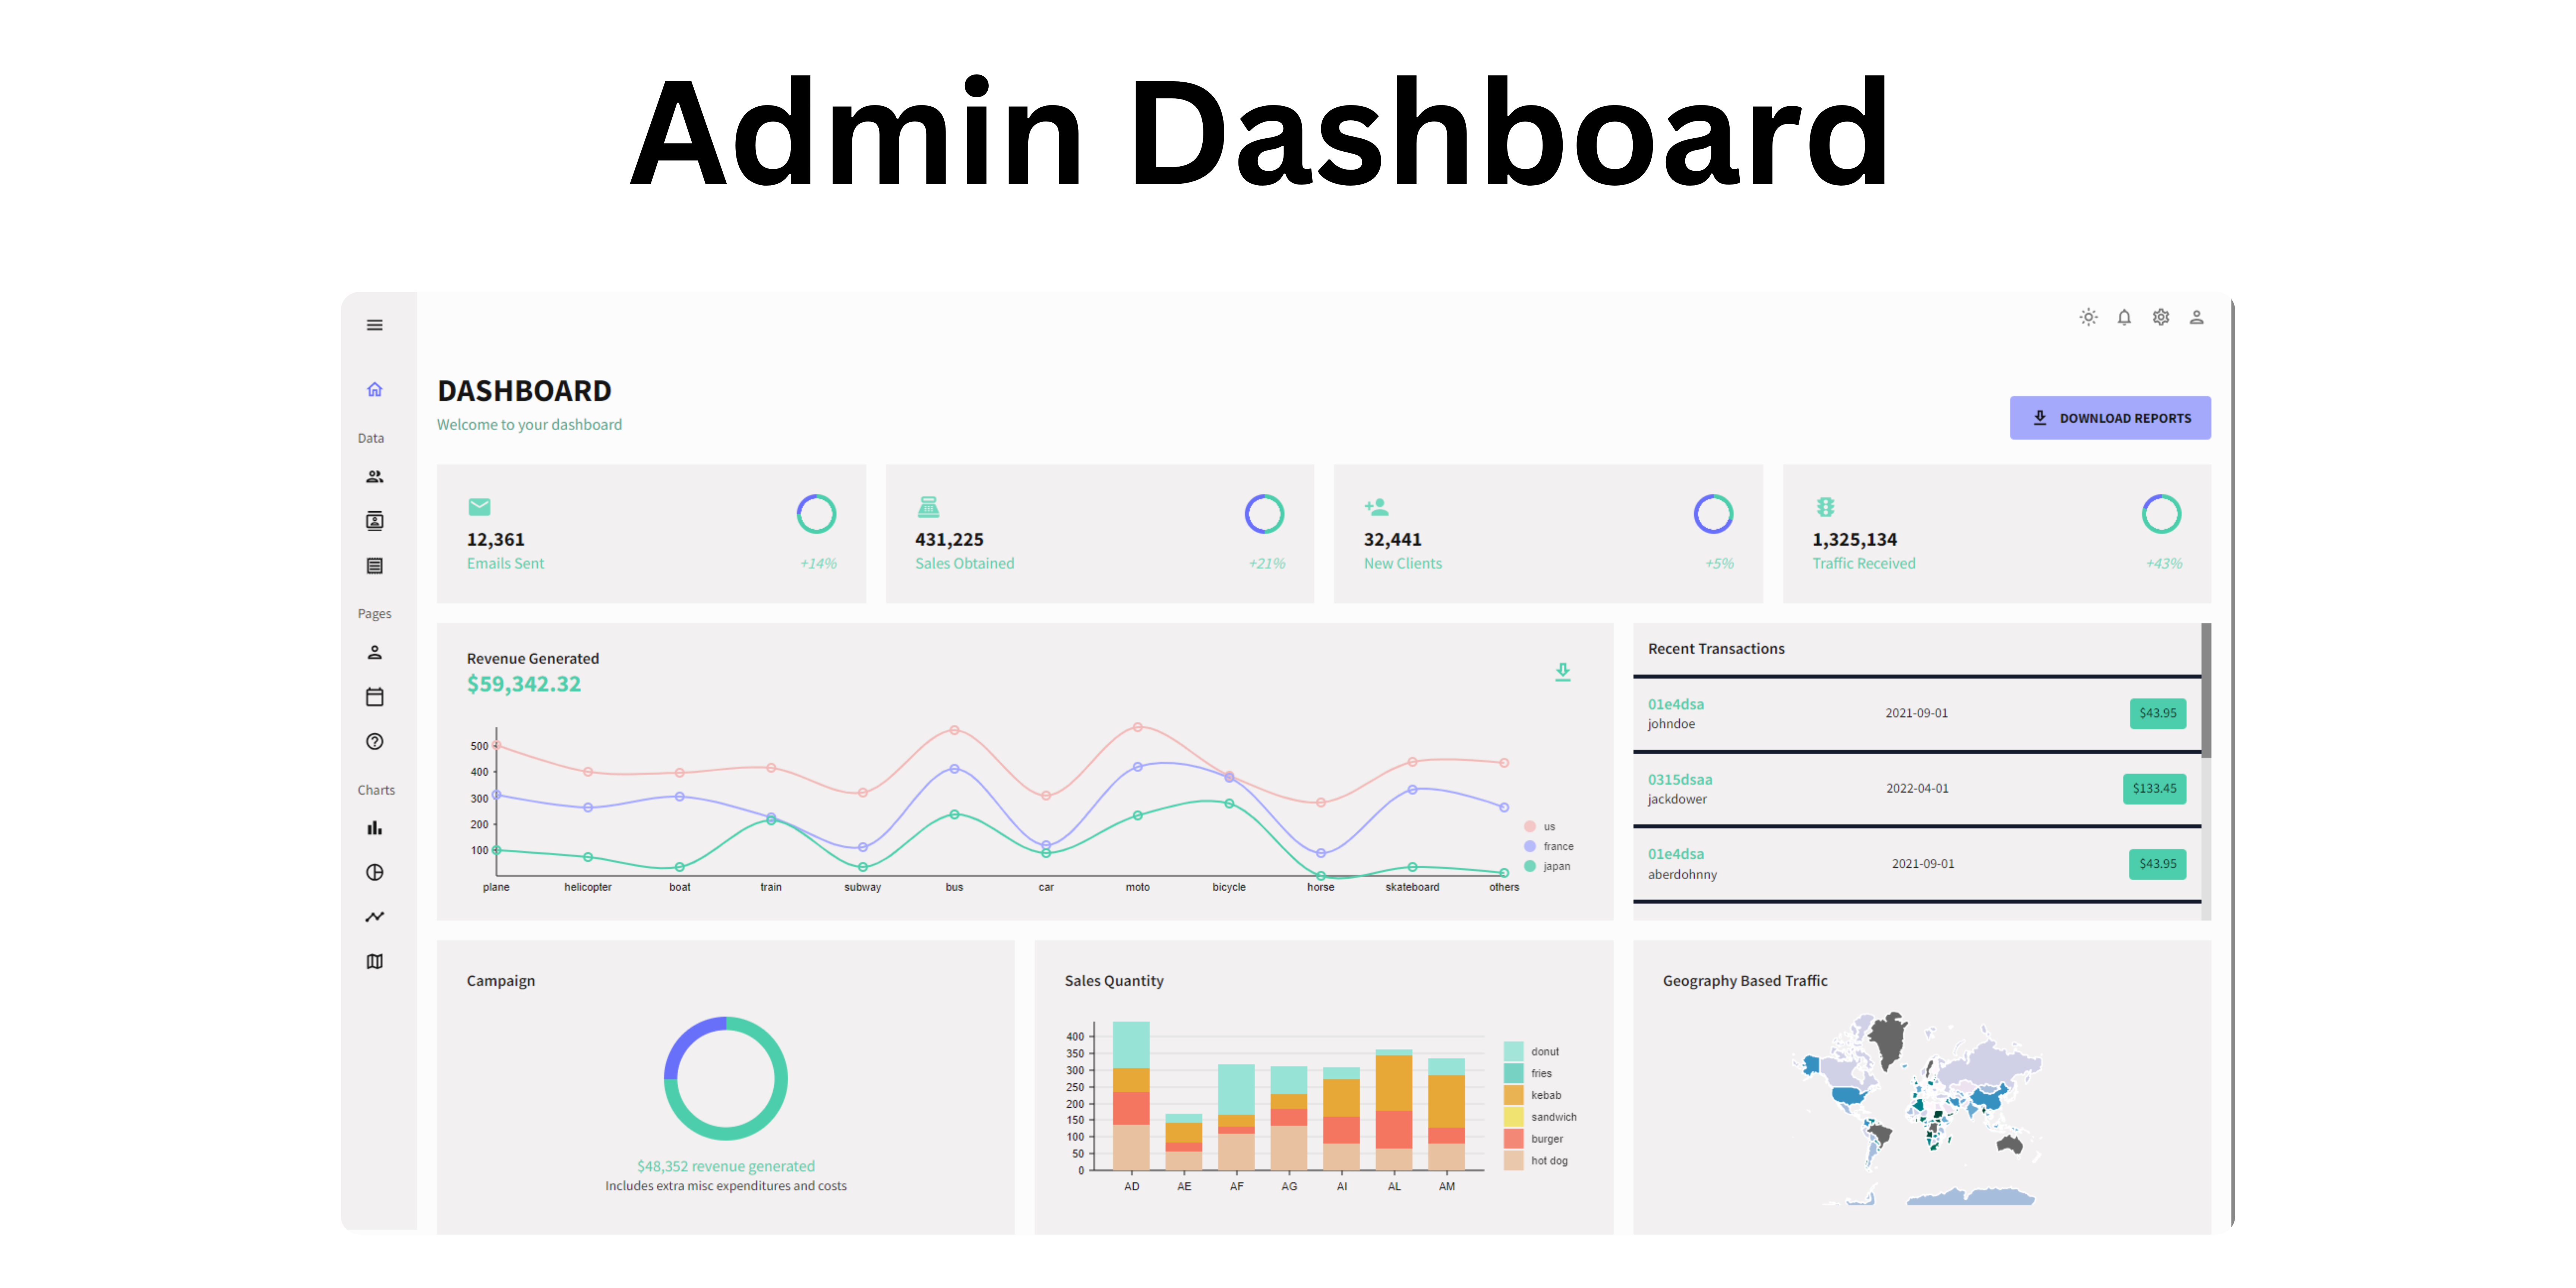 Admin Dashboard
DASHBOARD
Welcome to your dashboard
DOWNLOAD REPORTS
Data
Pages
Charts
12,361
Emails Sent
+14%
431,225
Sales Obtained
+21%
32,441
New Clients
+5%
1,325,134
Traffic Received
+43%
Revenue Generated
$59,342.32
500
400
300
200
100
plane helicopter boat train subway bus car moto bicycle horse skateboard others
us
france
japan
Recent Transactions
01e4dsa
johndoe
2021-09-01
$43.95
0315dsaa
jackdower
2022-04-01
$133.45
01e4dsa
aberdohnny
2021-09-01
$43.95
Campaign
$48,352 revenue generated
Includes extra misc expenditures and costs
Sales Quantity
400
350
300
250
200
150
100
50
0
AD AE AF AG AI AL AM
donut
fries
kebab
sandwich
burger
hot dog
Geography Based Traffic